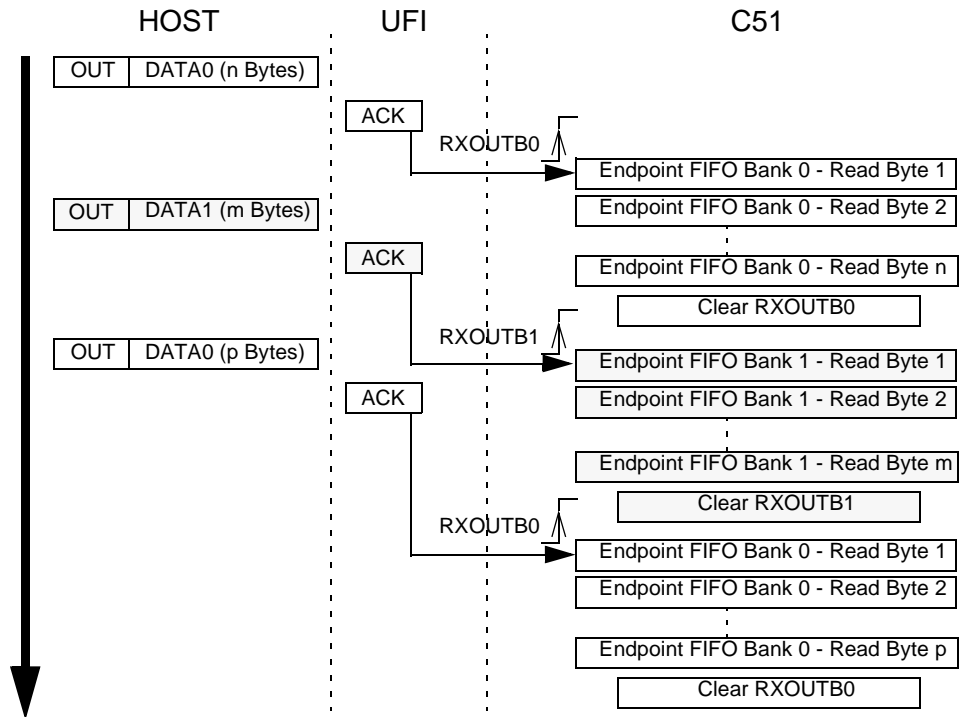 HOST UFI C51
OUT DATA0 (n Bytes)
ACK
RXOUTB0
Endpoint FIFO Bank 0 - Read Byte 1
OUT DATA1 (m Bytes)
Endpoint FIFO Bank 0 - Read Byte 2
ACK
Endpoint FIFO Bank 0 - Read Byte n
Clear RXOUTB0
RXOUTB1
OUT DATA0 (p Bytes)
Endpoint FIFO Bank 1 - Read Byte 1
ACK
Endpoint FIFO Bank 1 - Read Byte 2
Endpoint FIFO Bank 1 - Read Byte m
Clear RXOUTB1
RXOUTB0
Endpoint FIFO Bank 0 - Read Byte 1
Endpoint FIFO Bank 0 - Read Byte 2
Endpoint FIFO Bank 0 - Read Byte p
Clear RXOUTB0